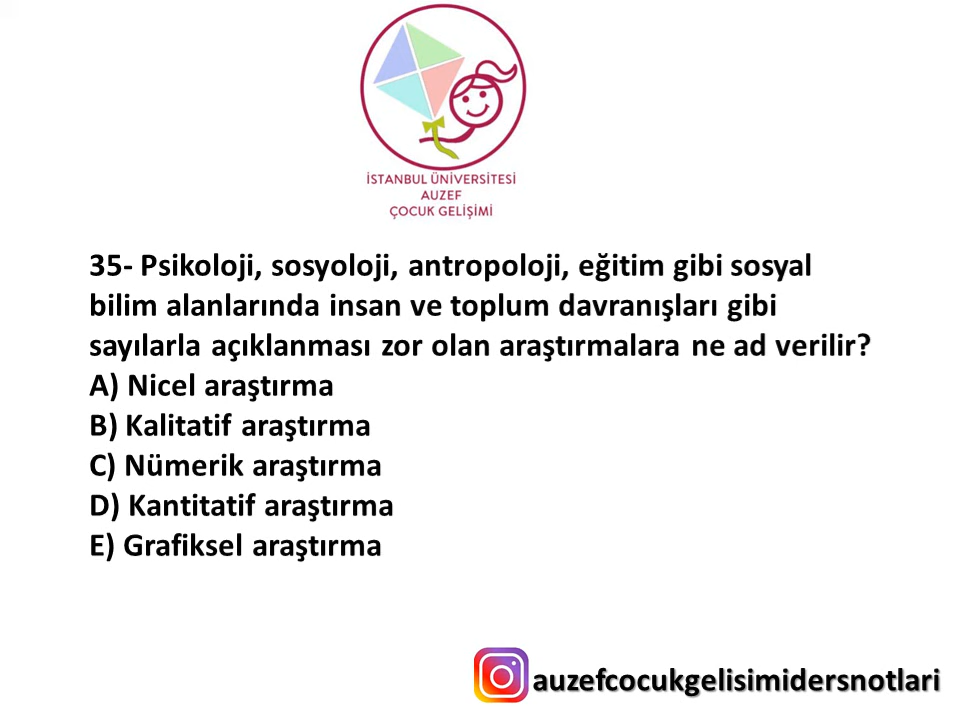 İSTANBUL ÜNİVERSİTESİ
AUZEF
ÇOCUK GELİŞİMİ
35- Psikoloji, sosyoloji, antropoloji, eğitim gibi sosyal
bilim alanlarında insan ve toplum davranışları gibi
sayılarla açıklanması zor olan araştırmalara ne ad verilir?
A) Nicel araştırma
B) Kalitatif araştırma
C) Nümerik araştırma
D) Kantitatif araştırma
E) Grafiksel araştırma
auzefcocukgelisimidersnotlari